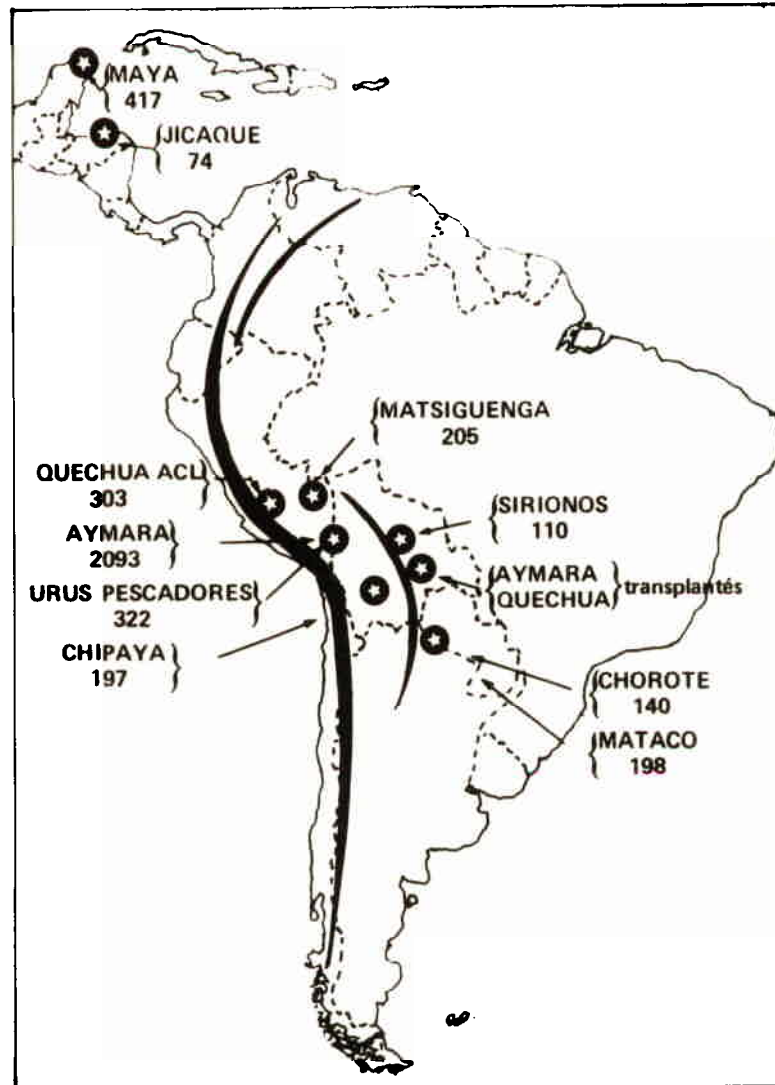 {MAYA
417
{JICAQUE
74
{MATSIGUENGA
205
QUECHUA ACL}
303
AYMARA}
2093
URUS PESCADORES}
322
CHIPAYA}
197
{SIRIONOS
110
{AYMARA
QUECHUA} transplantés
{CHOROTE
140
{MATACO
198